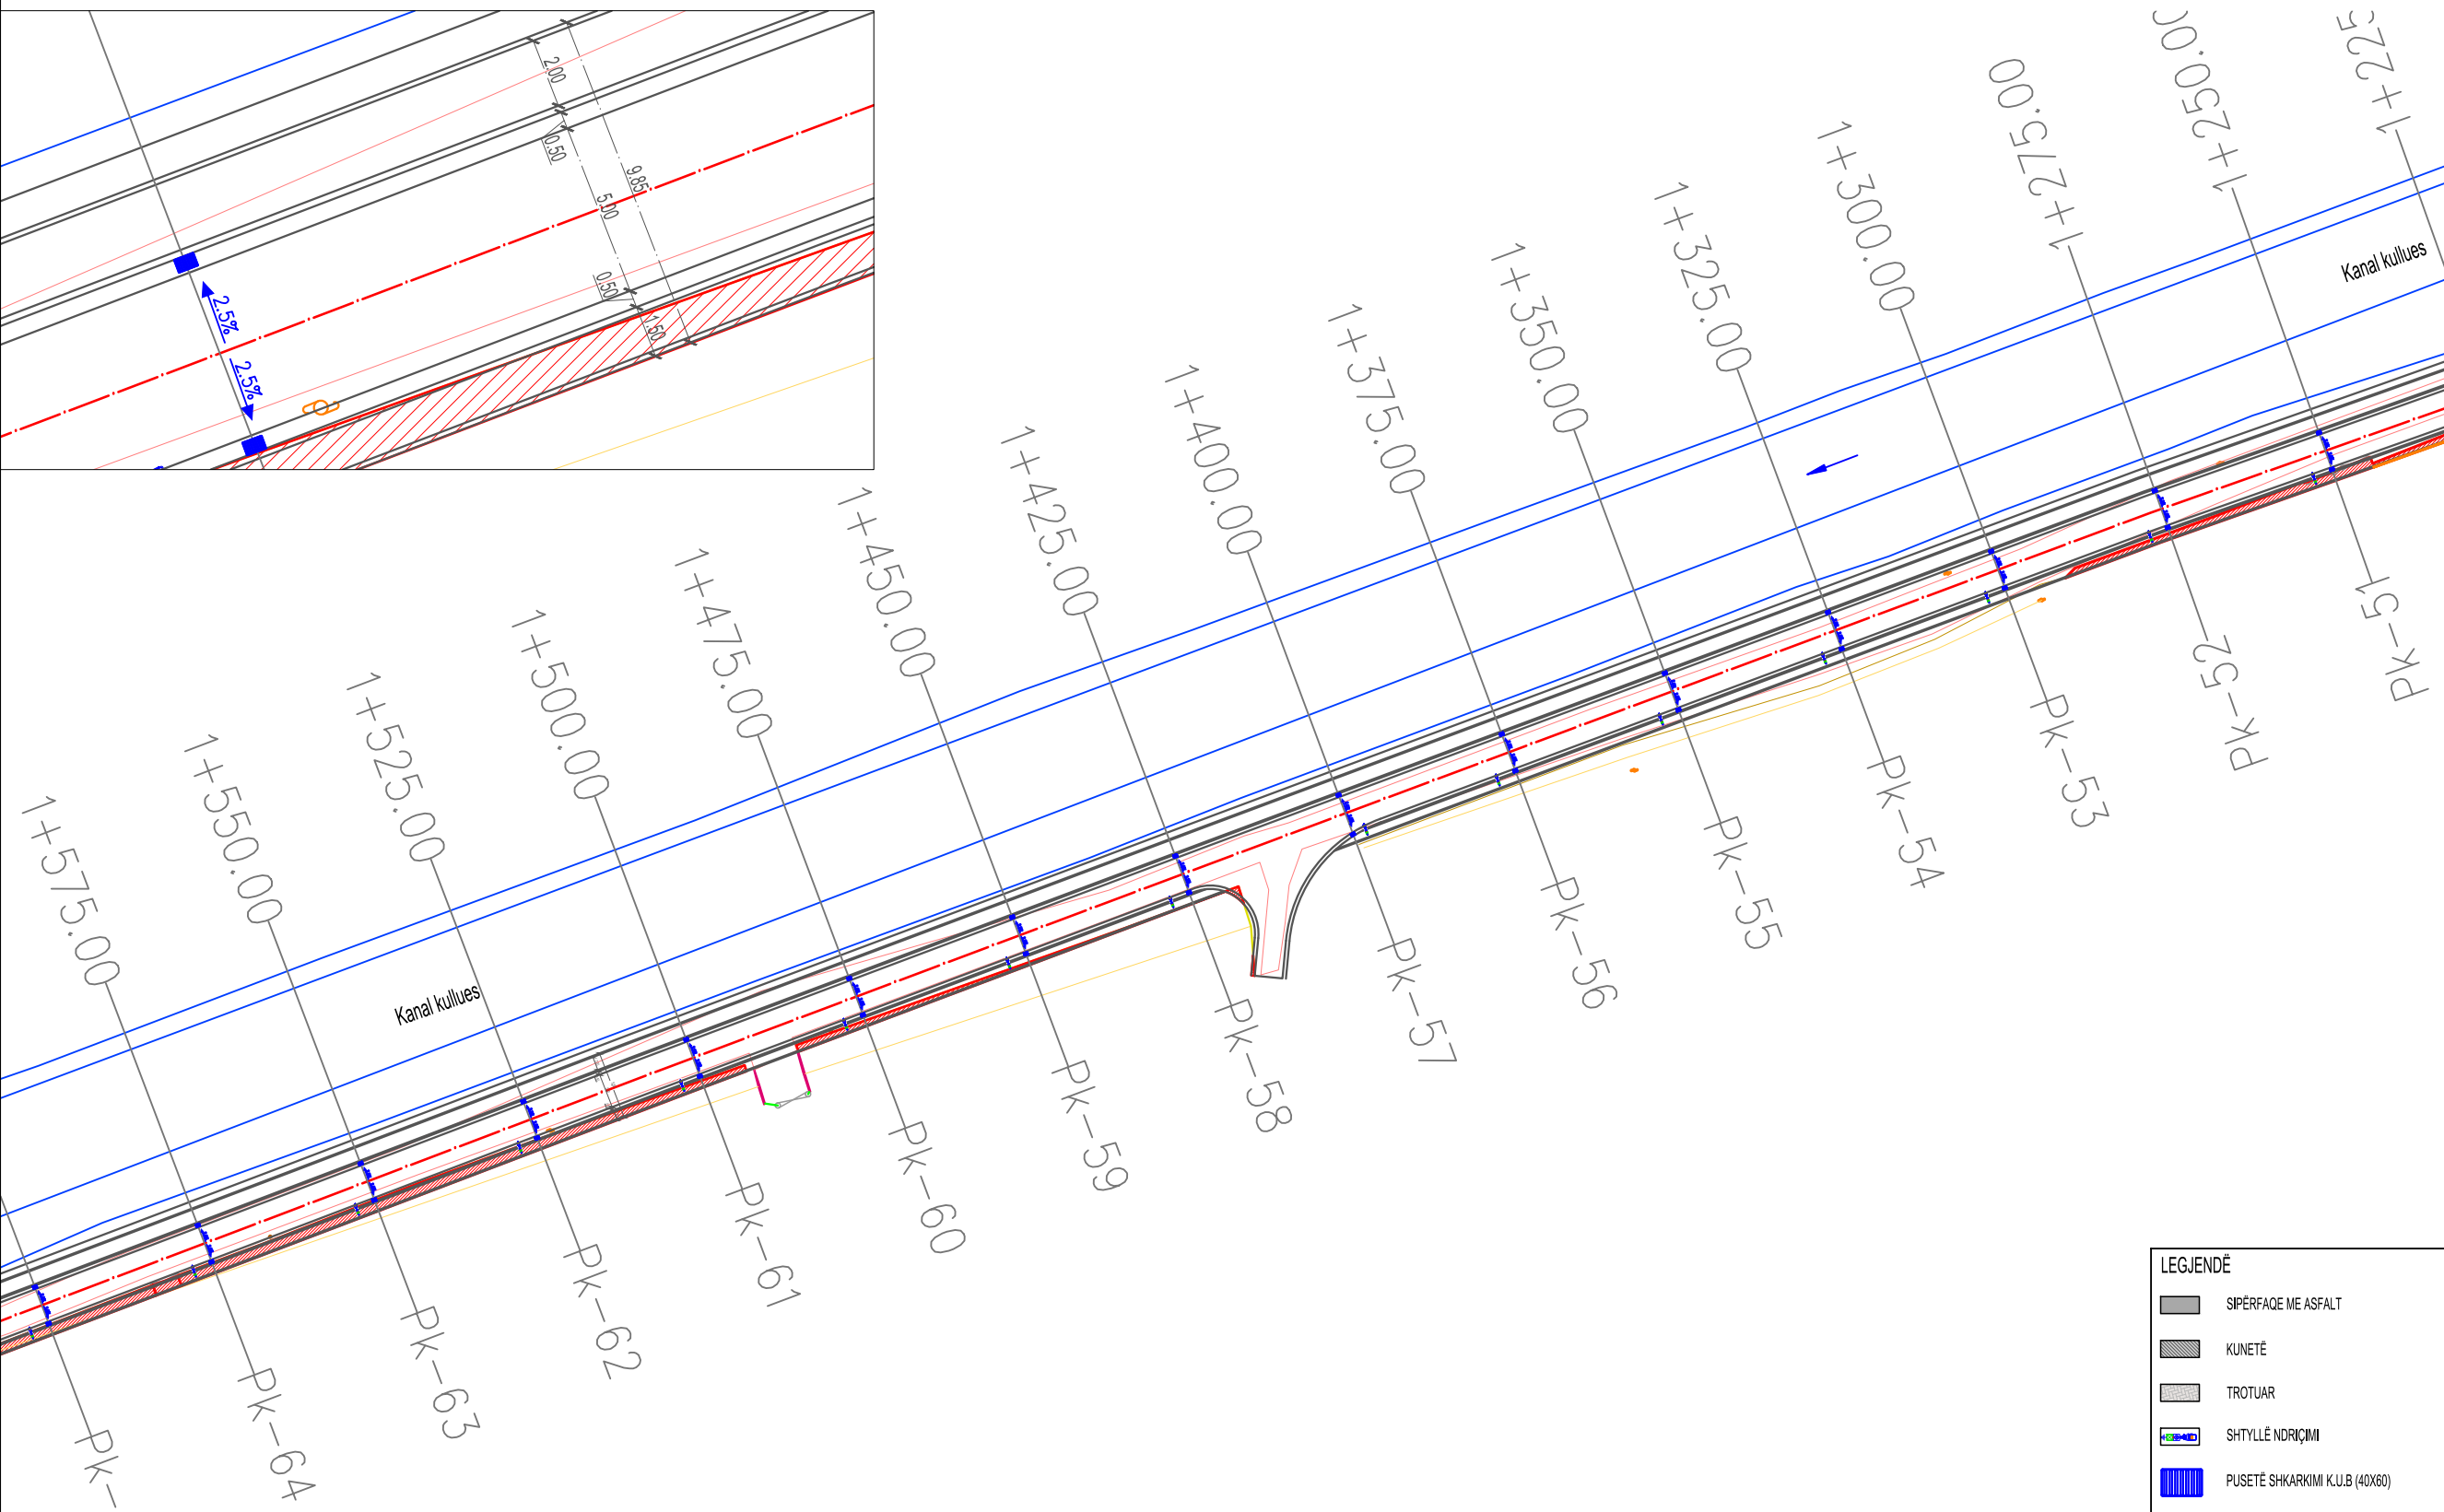 2.00
0.50
9.85
5.00
0.50
1.50
2.5%
2.5%
1+250.00
1+275.00
1+300.00
1+325.00
1+350.00
1+375.00
1+400.00
1+425.00
1+450.00
1+475.00
1+500.00
1+525.00
1+550.00
1+575.00
Kanal kullues
Kanal kullues
Pk-51
Pk-52
Pk-53
Pk-54
Pk-55
Pk-56
Pk-57
Pk-58
Pk-59
Pk-60
Pk-61
Pk-62
Pk-63
Pk-64
Pk-
LEGJENDË
SIPËRFAQE ME ASFALT
KUNETË
TROTUAR
SHTYLLË NDRIÇIMI
PUSETË SHKARKIMI K.U.B (40X60)